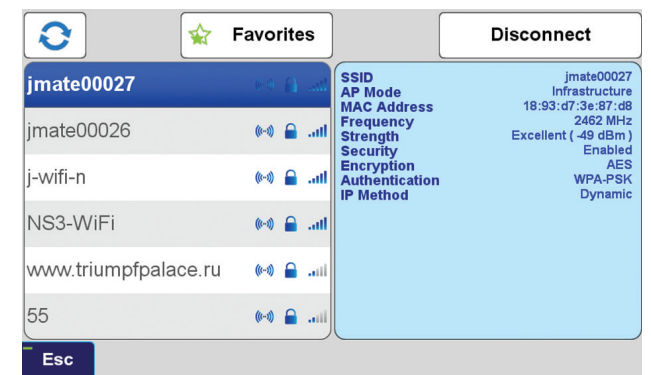 Favorites
Disconnect
jmate00027
jmate00026
j-wifi-n
NS3-WiFi
www.triumpfpalace.ru
55
SSID jmate00027
AP Mode Infrastructure
MAC Address 18:93:d7:3e:87:d8
Frequency 2462 MHz
Strength Excellent ( -49 dBm )
Security Enabled
Encryption AES
Authentication WPA-PSK
IP Method Dynamic
Esc